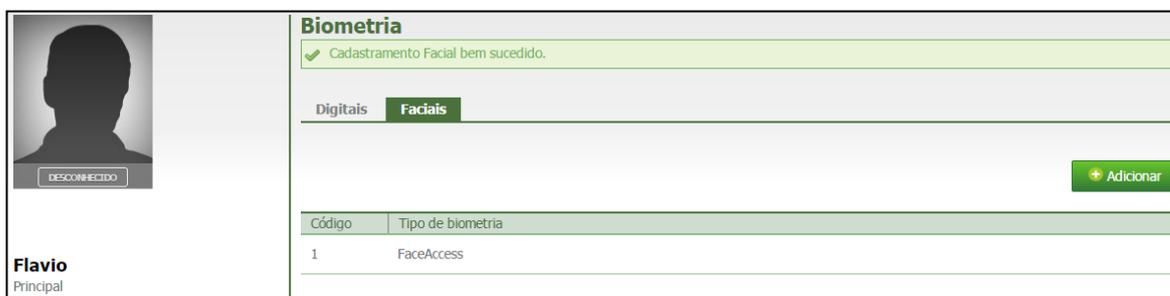 Biometria
Cadastramento Facial bem sucedido.
Digitais Faciais
DESCONHECIDO
Adicionar
Código Tipo de biometria
1 FaceAccess
Flavio
Principal